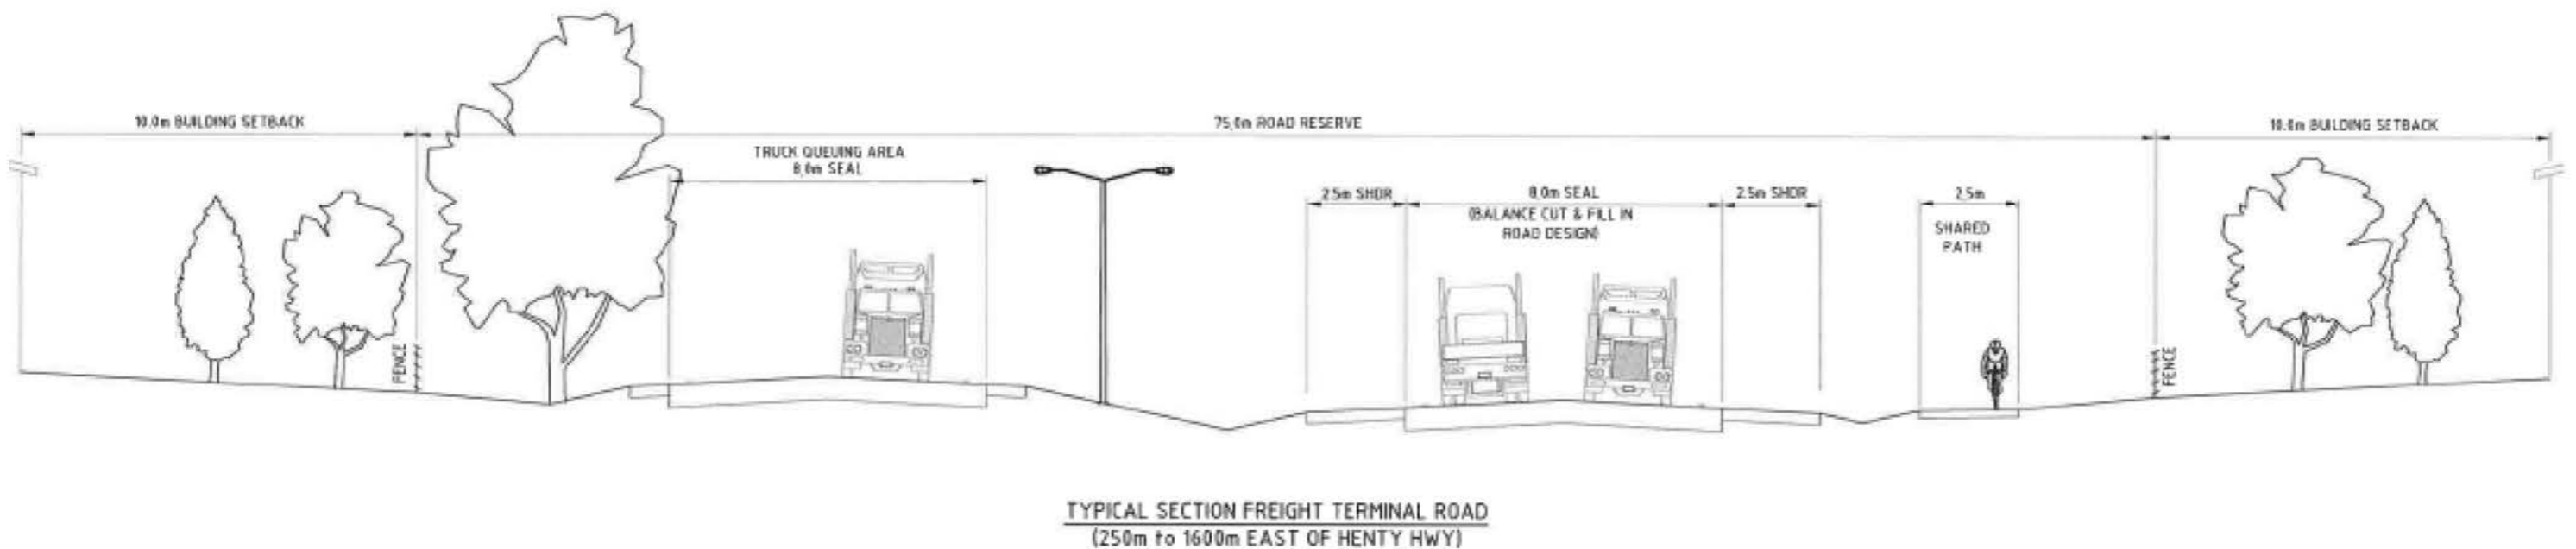 10.0m BUILDING SETBACK
75.0m ROAD RESERVE
10.0m BUILDING SETBACK
TRUCK QUEUING AREA
8.0m SEAL
2.5m SHDR
8.0m SEAL
(BALANCE CUT & FILL IN
ROAD DESIGN)
2.5m SHDR
2.5m
SHARED
PATH
FENCE
FENCE
TYPICAL SECTION FREIGHT TERMINAL ROAD
(250m to 1600m EAST OF HENTY HWY)